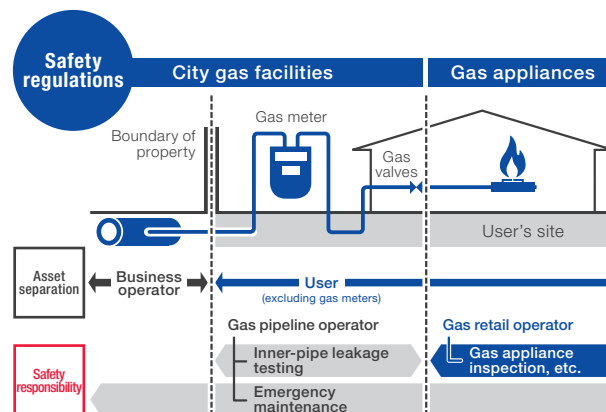 Safety
regulations
City gas facilities
Gas appliances
Gas meter
Boundary of
property
Gas
valves
User's site
Asset
separation
Business
operator
User
(excluding gas meters)
Gas pipeline operator
Gas retail operator
Safety
responsibility
Inner-pipe leakage
testing
Gas appliance
inspection, etc.
Emergency
maintenance